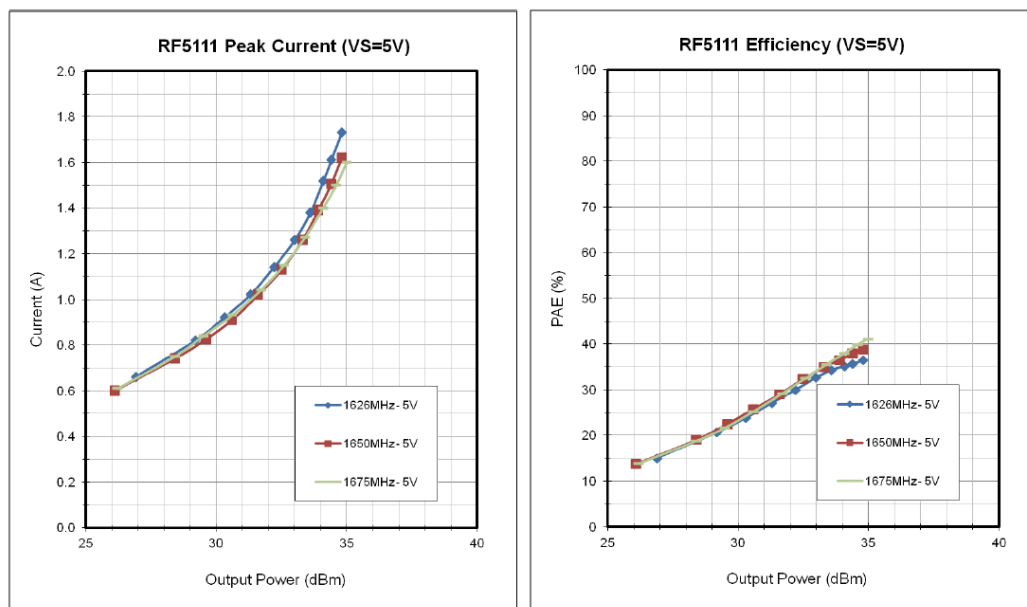 RF5111 Peak Current (VS=5V)
2.0
1.8
1.6
1.4
1.2
1.0
0.8
0.6
0.4
0.2
0.0
Current (A)
1626MHz- 5V
1650MHz- 5V
1675MHz- 5V
25
30
35
40
Output Power (dBm)
RF5111 Efficiency (VS=5V)
100
90
80
70
60
50
40
30
20
10
0
PAE (%)
1626MHz- 5V
1650MHz- 5V
1675MHz- 5V
25
30
35
40
Output Power (dBm)